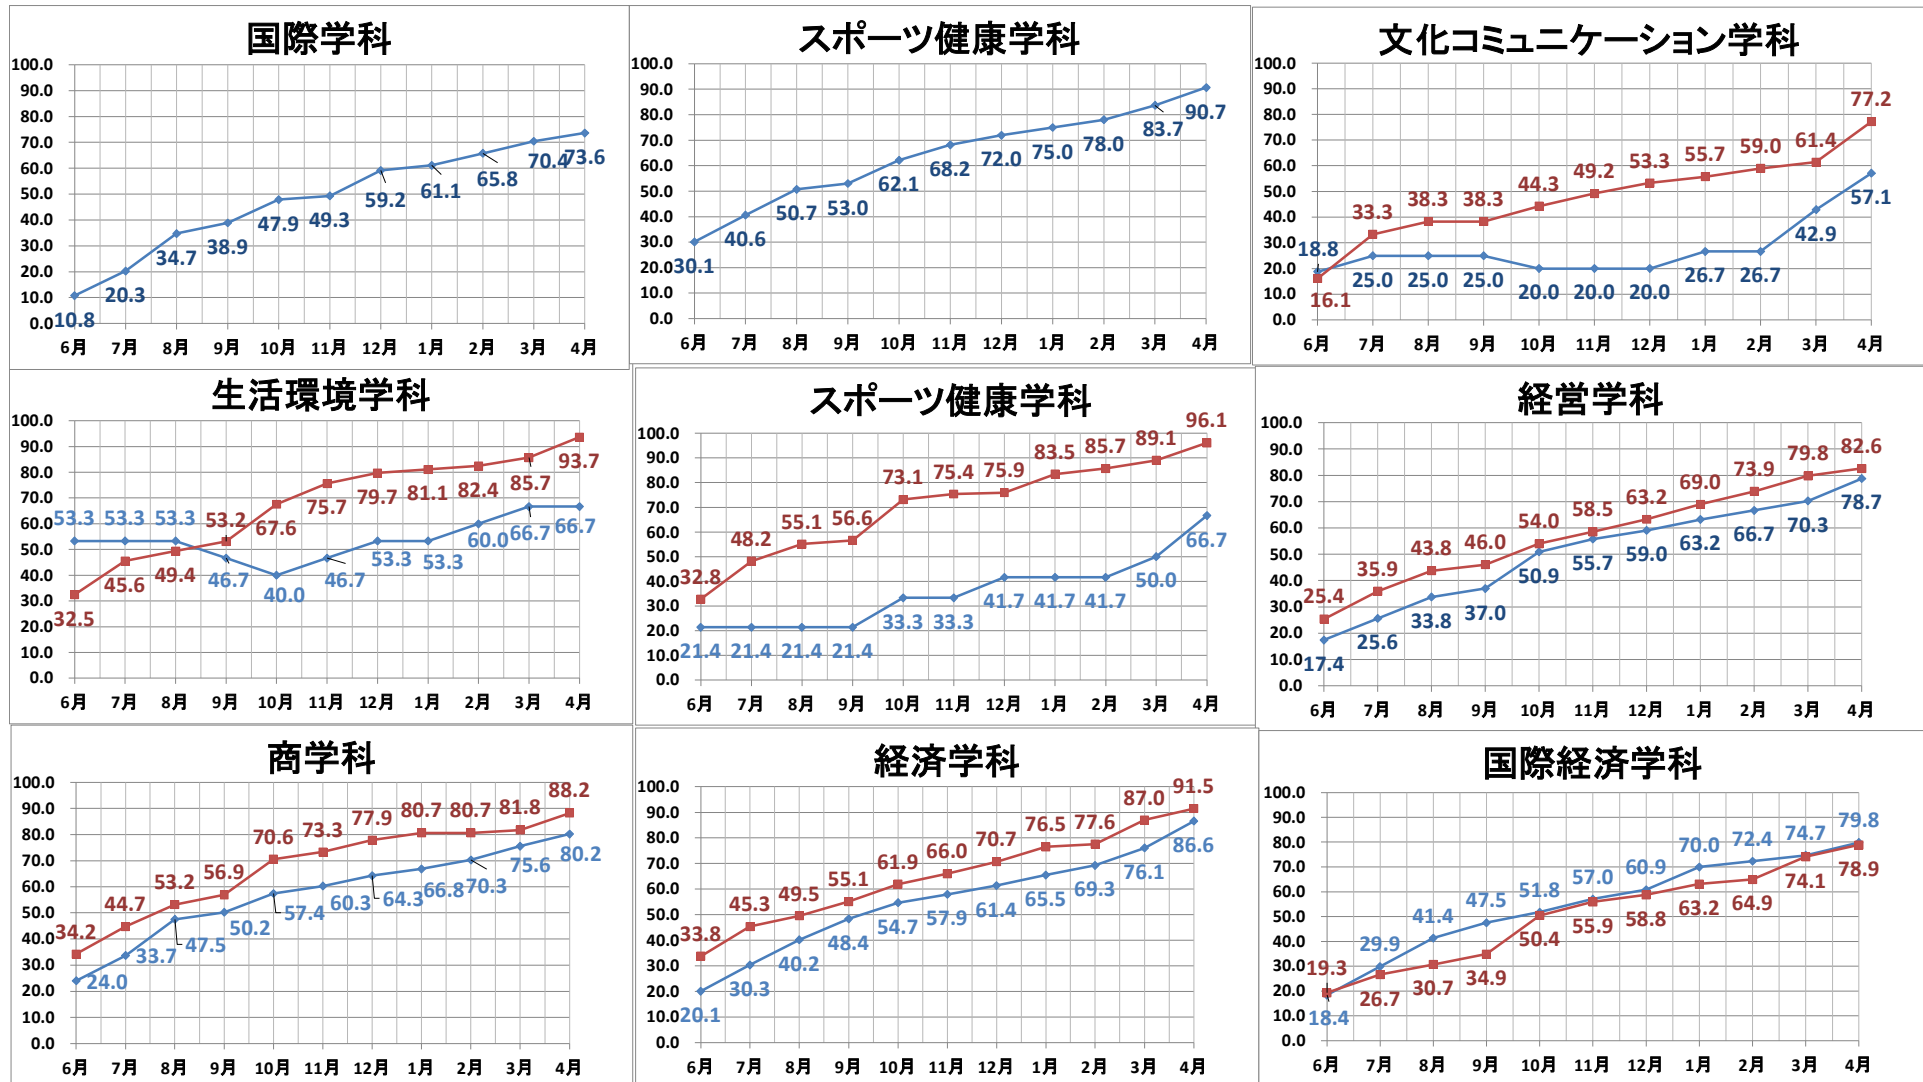 国際学科
100.0
90.0
80.0
70.0
60.0
50.0
40.0
30.0
20.0
10.0
0.0
10.8 20.3 34.7 38.9 47.9 49.3 59.2 61.1 65.8 70.4 73.6
6月 7月 8月 9月 10月 11月 12月 1月 2月 3月 4月
スポーツ健康学科
100.0
90.0
80.0
70.0
60.0
50.0
40.0
30.0
20.0
10.0
0.0
30.1 40.6 50.7 53.0 62.1 68.2 72.0 75.0 78.0 83.7 90.7
6月 7月 8月 9月 10月 11月 12月 1月 2月 3月 4月
文化コミュニケーション学科
100.0
90.0
80.0
70.0
60.0
50.0
40.0
30.0
20.0
10.0
0.0
16.1 33.3 38.3 38.3 44.3 49.2 53.3 55.7 59.0 61.4 77.2
18.8 25.0 25.0 25.0 20.0 20.0 20.0 26.7 26.7 42.9 57.1
6月 7月 8月 9月 10月 11月 12月 1月 2月 3月 4月
生活環境学科
100.0
90.0
80.0
70.0
60.0
50.0
40.0
30.0
20.0
10.0
0.0
32.5 45.6 49.4 53.2 67.6 75.7 79.7 81.1 82.4 85.7 93.7
53.3 53.3 53.3 46.7 40.0 46.7 53.3 53.3 60.0 66.7 66.7
6月 7月 8月 9月 10月 11月 12月 1月 2月 3月 4月
スポーツ健康学科
100.0
90.0
80.0
70.0
60.0
50.0
40.0
30.0
20.0
10.0
0.0
32.8 48.2 55.1 56.6 73.1 75.4 75.9 83.5 85.7 89.1 96.1
21.4 21.4 21.4 21.4 33.3 33.3 41.7 41.7 41.7 50.0 66.7
6月 7月 8月 9月 10月 11月 12月 1月 2月 3月 4月
経営学科
100.0
90.0
80.0
70.0
60.0
50.0
40.0
30.0
20.0
10.0
0.0
25.4 35.9 43.8 46.0 54.0 58.5 63.2 69.0 73.9 79.8 82.6
17.4 25.6 33.8 37.0 50.9 55.7 59.0 63.2 66.7 70.3 78.7
6月 7月 8月 9月 10月 11月 12月 1月 2月 3月 4月
商学科
100.0
90.0
80.0
70.0
60.0
50.0
40.0
30.0
20.0
10.0
0.0
34.2 44.7 53.2 56.9 70.6 73.3 77.9 80.7 80.7 81.8 88.2
24.0 33.7 47.5 50.2 57.4 60.3 64.3 66.8 70.3 75.6 80.2
6月 7月 8月 9月 10月 11月 12月 1月 2月 3月 4月
経済学科
100.0
90.0
80.0
70.0
60.0
50.0
40.0
30.0
20.0
10.0
0.0
33.8 45.3 49.5 55.1 61.9 66.0 70.7 76.5 77.6 87.0 91.5
20.1 30.3 40.2 48.4 54.7 57.9 61.4 65.5 69.3 76.1 86.6
6月 7月 8月 9月 10月 11月 12月 1月 2月 3月 4月
国際経済学科
100.0
90.0
80.0
70.0
60.0
50.0
40.0
30.0
20.0
10.0
0.0
18.4 29.9 41.4 47.5 51.8 57.0 60.9 70.0 72.4 74.7 79.8
19.3 26.7 30.7 34.9 50.4 55.9 58.8 63.2 64.9 74.1 78.9
6月 7月 8月 9月 10月 11月 12月 1月 2月 3月 4月